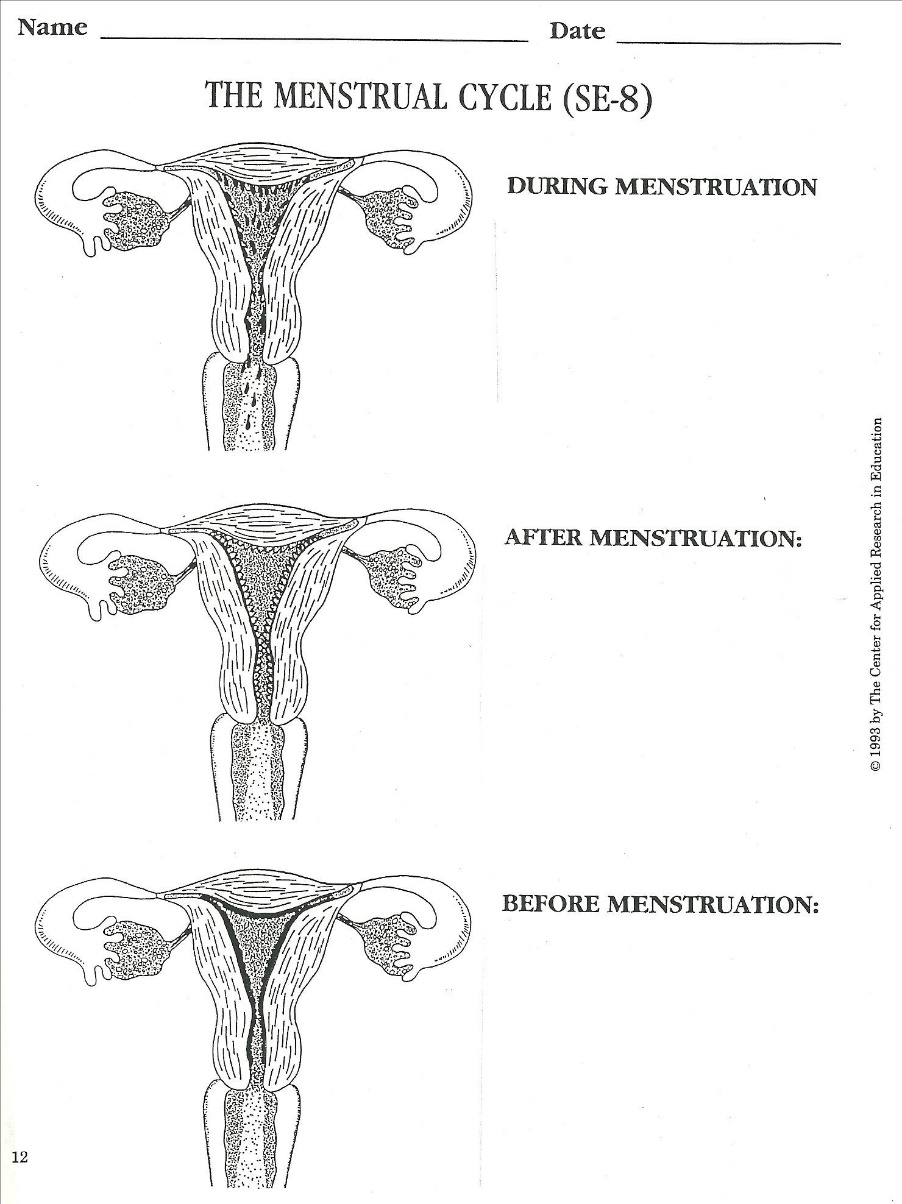 Name Date
THE MENSTRUAL CYCLE (SE-8)
DURING MENSTRUATION
AFTER MENSTRUATION:
BEFORE MENSTRUATION:
© 1993 by The Center for Applied Research in Education
12